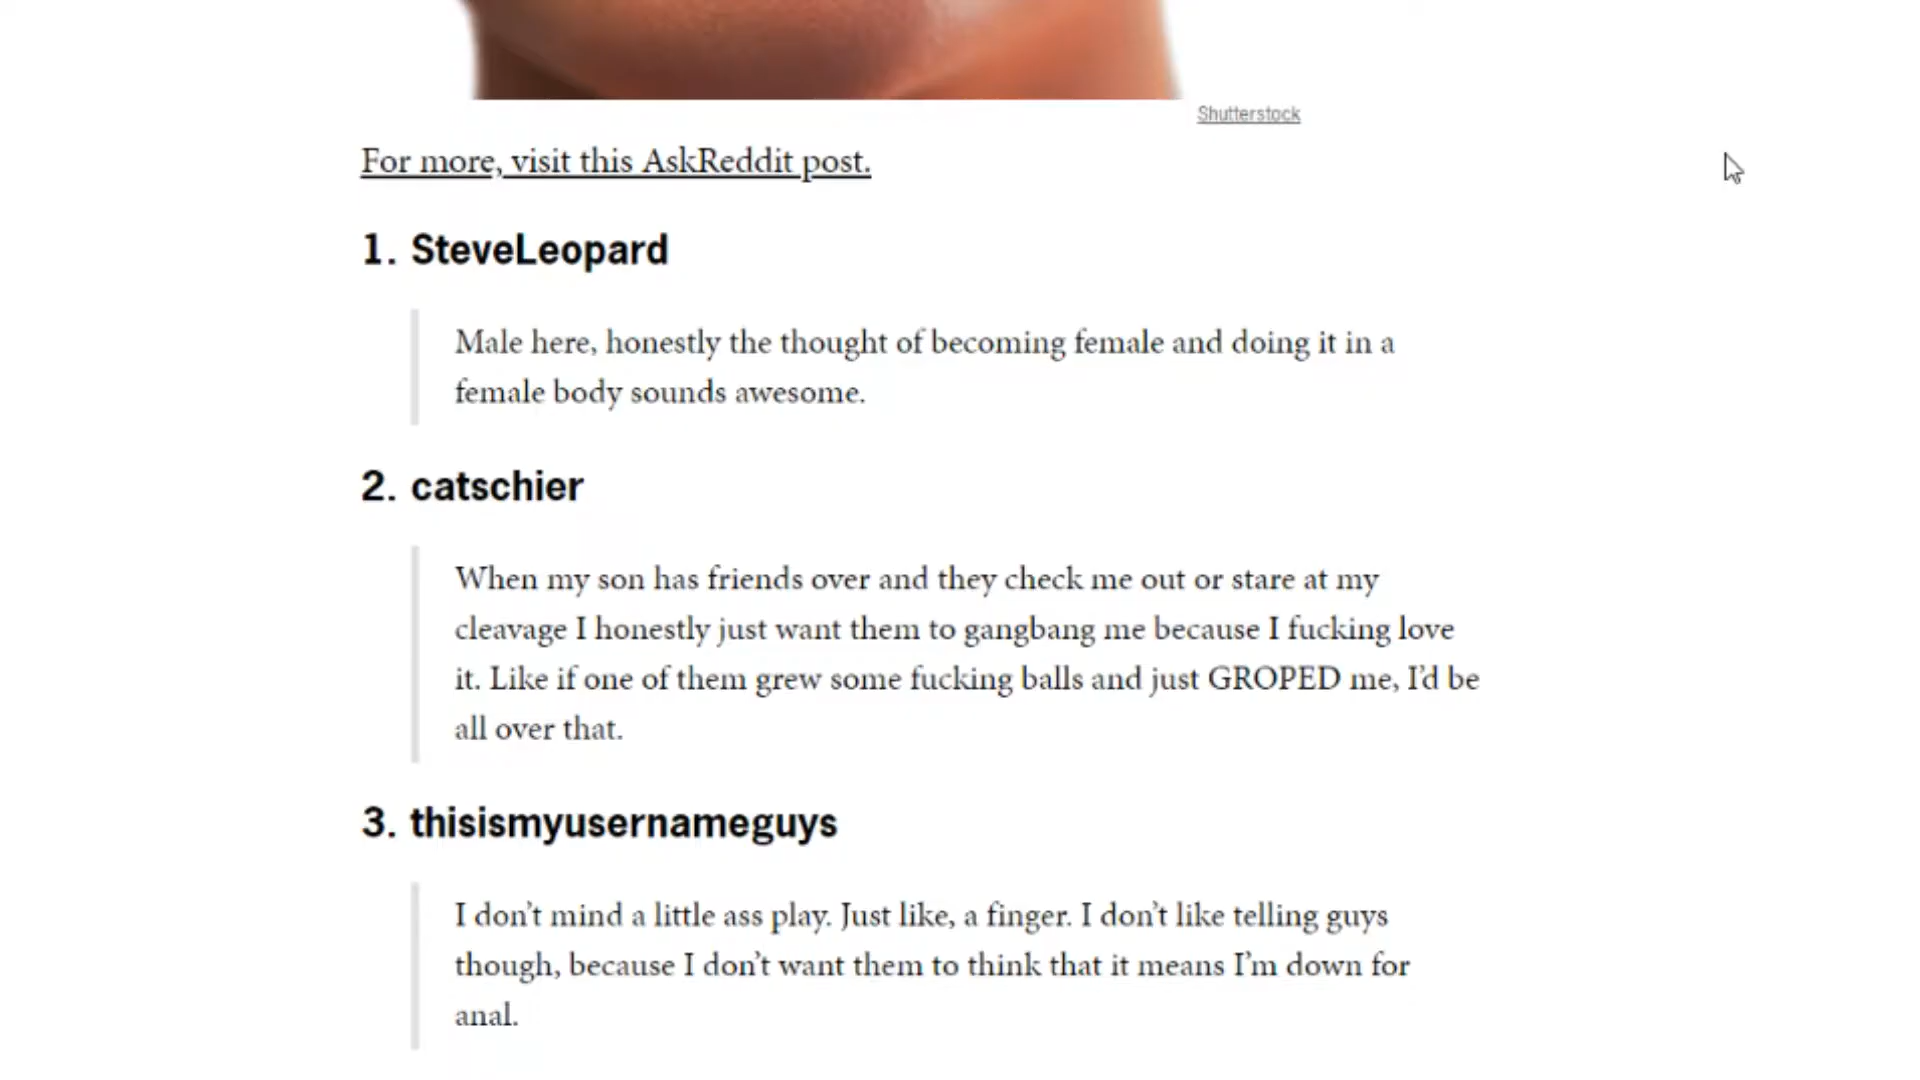 Shutterstock
For more, visit this AskReddit post.
1. SteveLeopard
Male here, honestly the thought of becoming female and doing it in a
female body sounds awesome.
2. catschier
When my son has friends over and they check me out or stare at my
cleavage I honestly just want them to gangbang me because I fucking love
it. Like if one of them grew some fucking balls and just GROPED me, I’d be
all over that.
3. thisismyusernameguys
I don’t mind a little ass play. Just like, a finger. I don’t like telling guys
though, because I don’t want them to think that it means I’m down for
anal.